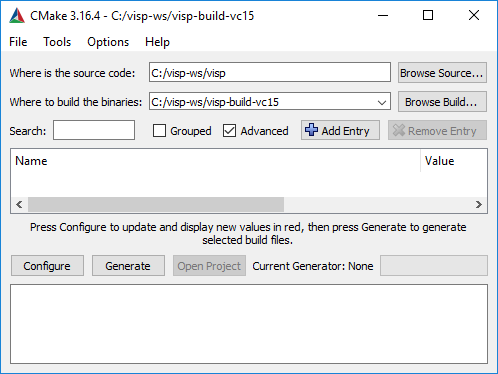 CMake 3.16.4 - C:/visp-ws/visp-build-vc15
File Tools Options Help
Where is the source code: C:/visp-ws/visp Browse Source...
Where to build the binaries: C:/visp-ws/visp-build-vc15 Browse Build...
Search: Grouped Advanced Add Entry Remove Entry
Name Value
Press Configure to update and display new values in red, then press Generate to generate
selected build files.
Configure Generate Open Project Current Generator: None